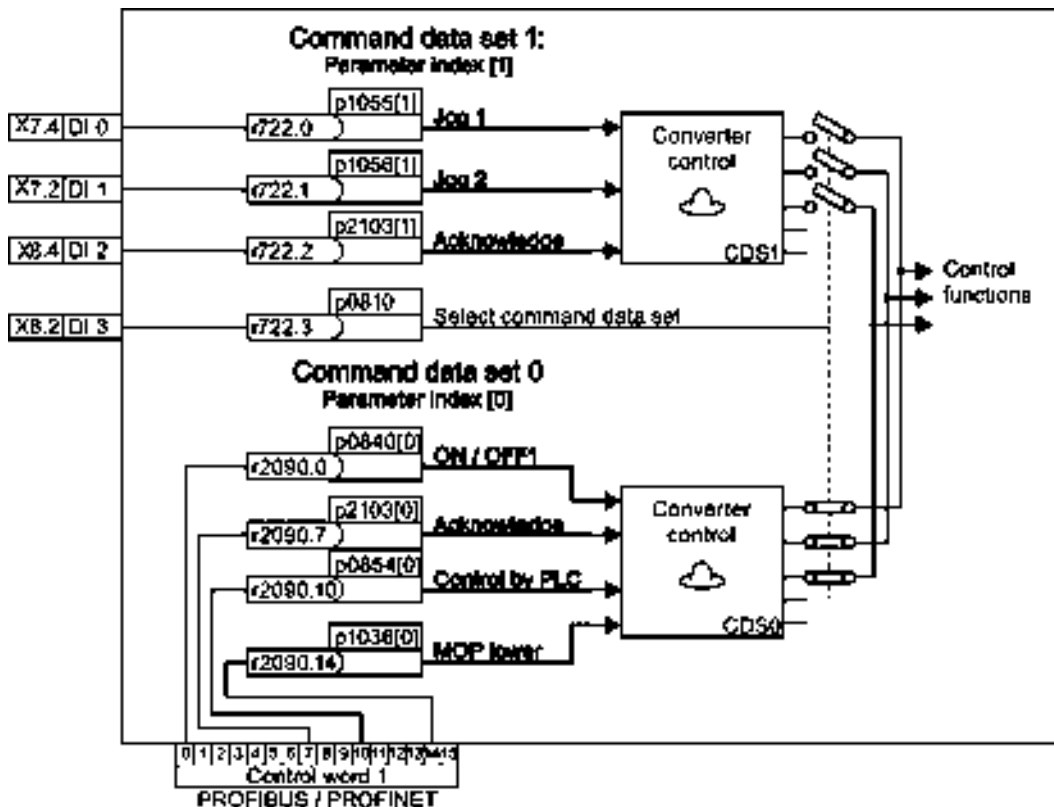 Command data set 1:
Parameter index [1]
p1055[1]
X7.4 DI 0
r722.0
Jog 1
p1056[1]
X7.2 DI 1
r722.1
Jog 2
p2103[1]
X8.4 DI 2
r722.2
Acknowledge
Converter
control
CDS1
p0810
X8.2 DI 3
r722.3
Select command data set
Control
functions
Command data set 0
Parameter index [0]
p0840[0]
r2090.0
ON / OFF1
p2103[0]
r2090.7
Acknowledge
p0854[0]
r2090.10
Control by PLC
p1036[0]
r2090.14
MOP lower
Converter
control
CDS0
0 1 2 3 4 5 6 7 8 9 10 11 12 13 14 15
Control word 1
PROFIBUS / PROFINET